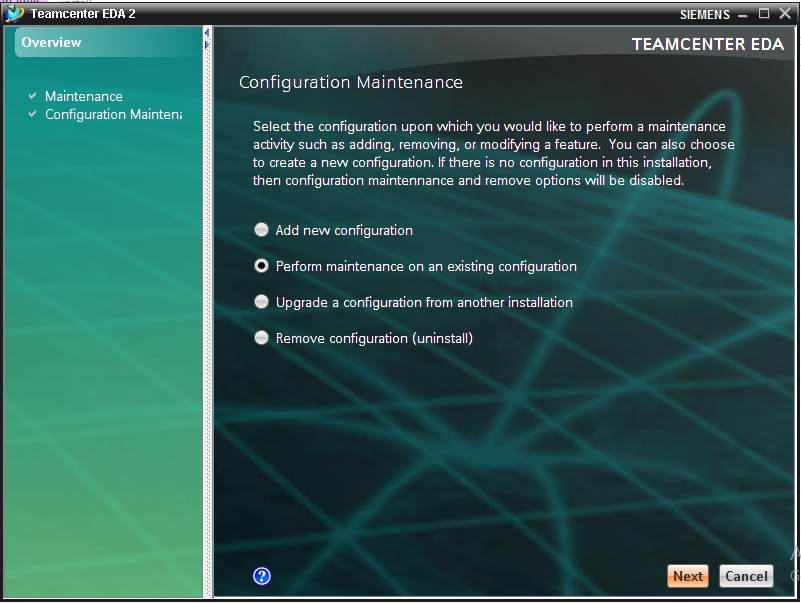 Teamcenter EDA 2
SIEMENS
Overview
TEAMCENTER EDA
Maintenance
Configuration Maintena
Configuration Maintenance
Select the configuration upon which you would like to perform a maintenance
activity such as adding, removing, or modifying a feature. You can also choose
to create a new configuration. If there is no configuration in this installation,
then configuration maintennance and remove options will be disabled.
Add new configuration
Perform maintenance on an existing configuration
Upgrade a configuration from another installation
Remove configuration (uninstall)
?
Next
Cancel